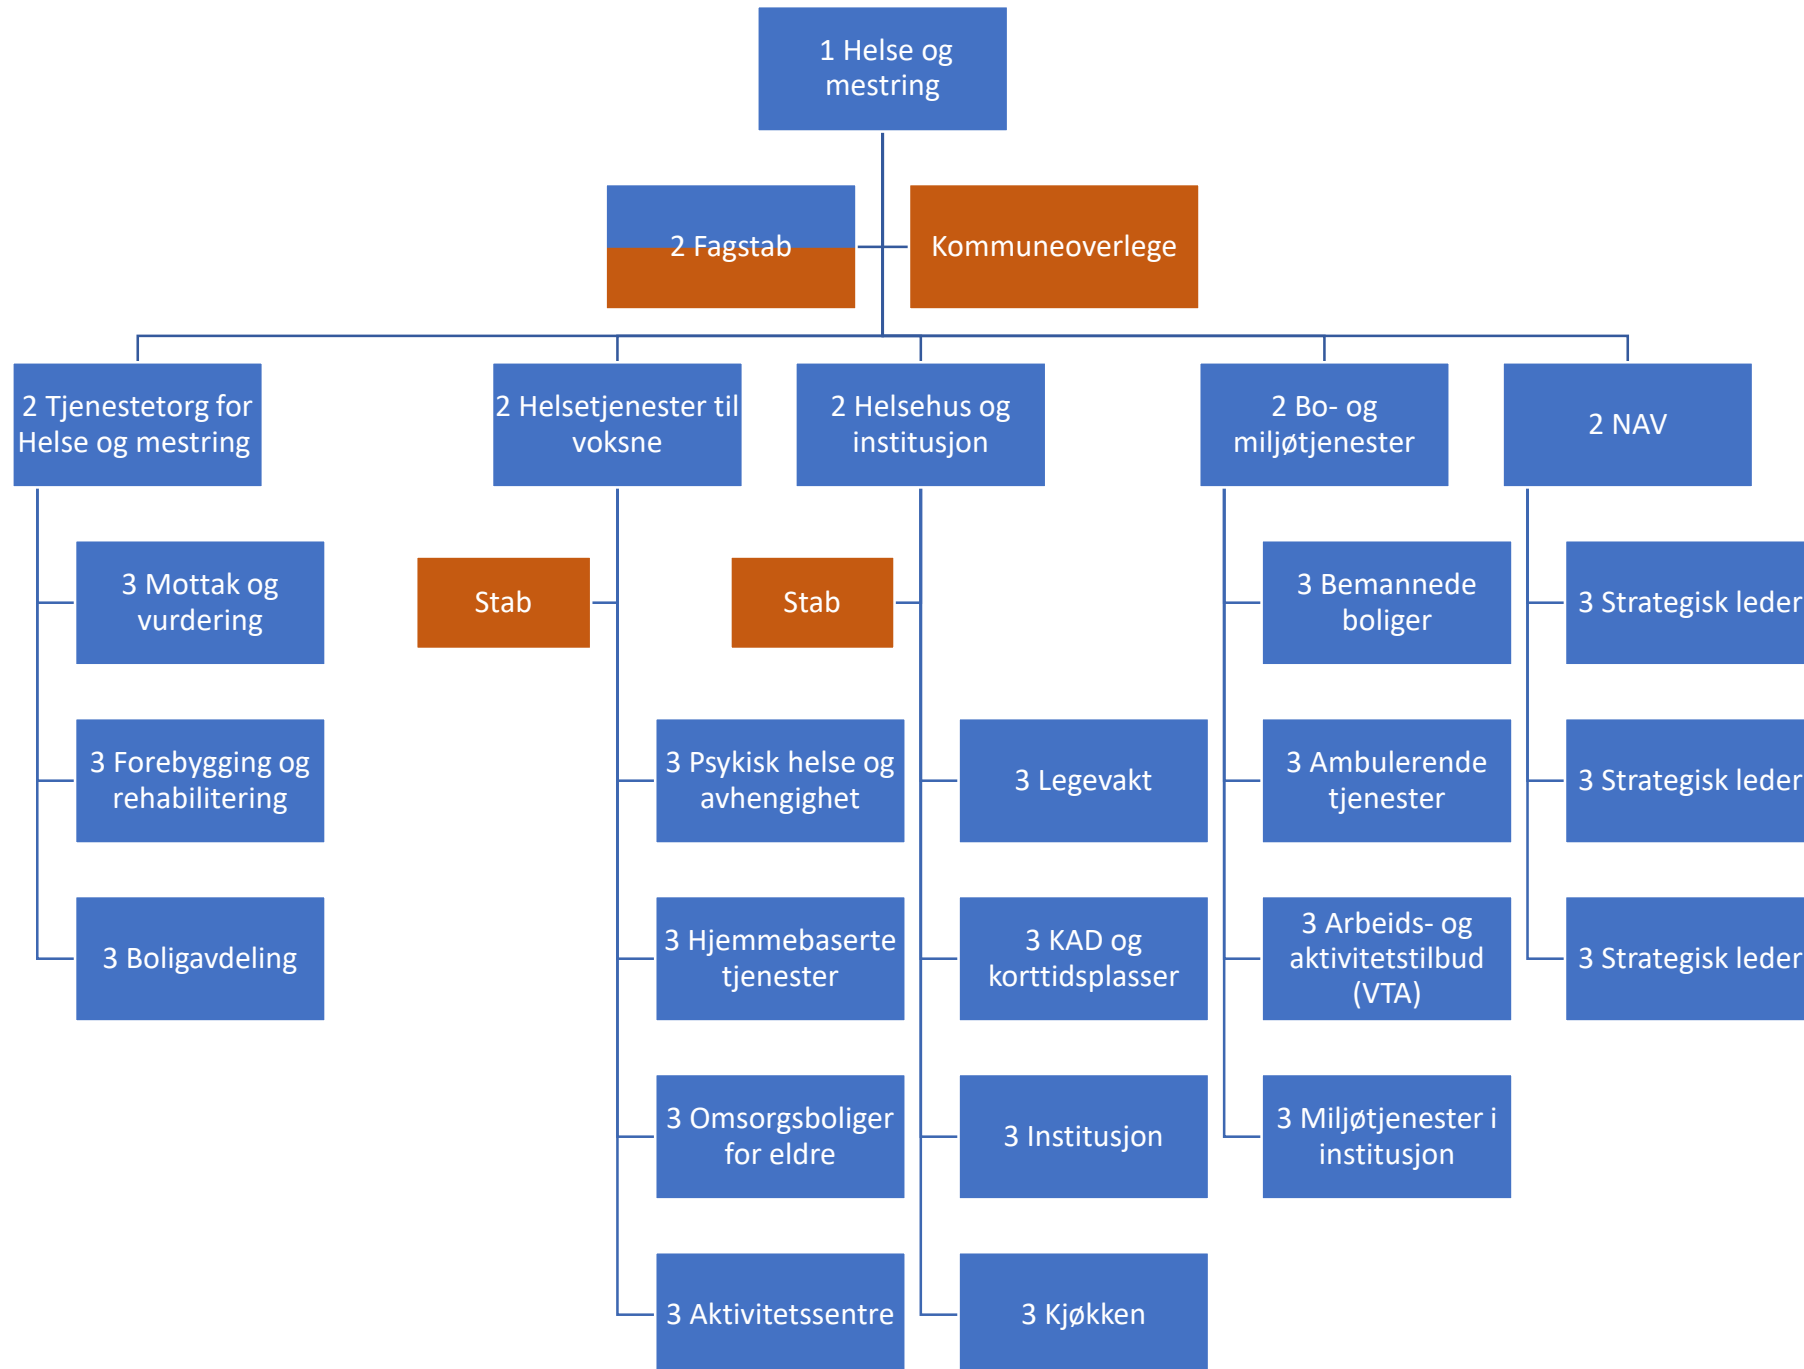 1 Helse og
mestring
2 Fagstab
Kommuneoverlege
2 Tjenestetorg for
Helse og mestring
2 Helsetjenester til
voksne
2 Helsehus og
institusjon
2 Bo- og
miljøtjenester
2 NAV
3 Mottak og
vurdering
3 Forebygging og
rehabilitering
3 Boligavdeling
Stab
3 Psykisk helse og
avhengighet
3 Hjemmebaserte
tjenester
3 Omsorgsboliger
for eldre
3 Aktivitetssentre
Stab
3 Legevakt
3 KAD og
korttidsplasser
3 Institusjon
3 Kjøkken
3 Bemannede
boliger
3 Ambulerende
tjenester
3 Arbeids- og
aktivitetstilbud
(VTA)
3 Miljøtjenester i
institusjon
3 Strategisk leder
3 Strategisk leder
3 Strategisk leder